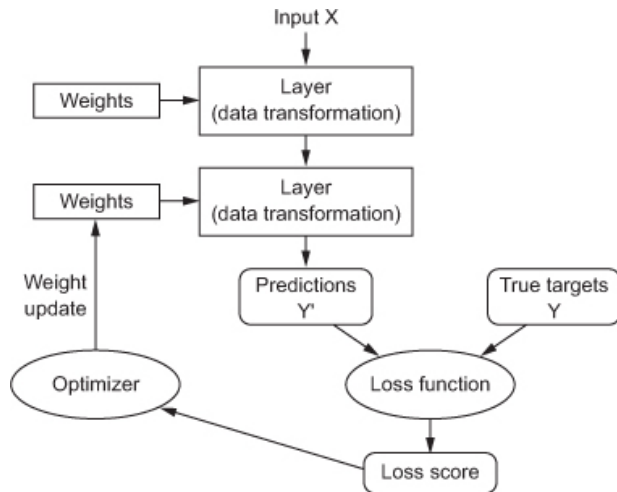 Input X
Layer
(data transformation)
Weights
Layer
(data transformation)
Weights
Weight
update
Predictions
Y'
True targets
Y
Optimizer
Loss function
Loss score